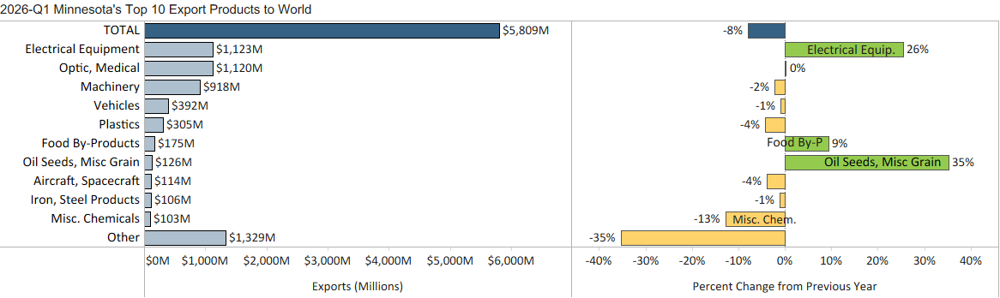 2026-Q1 Minnesota's Top 10 Export Products to World
TOTAL $5,809M -8%
Electrical Equipment $1,123M Electrical Equip. 26%
Optic, Medical $1,120M 0%
Machinery $918M -2%
Vehicles $392M -1%
Plastics $305M -4%
Food By-Products $175M Food By-P 9%
Oil Seeds, Misc Grain $126M Oil Seeds, Misc Grain 35%
Aircraft, Spacecraft $114M -4%
Iron, Steel Products $106M -1%
Misc. Chemicals $103M -13% Misc. Chem.
Other $1,329M -35%
$0M $1,000M $2,000M $3,000M $4,000M $5,000M $6,000M -40% -30% -20% -10% 0% 10% 20% 30% 40%
Exports (Millions) Percent Change from Previous Year